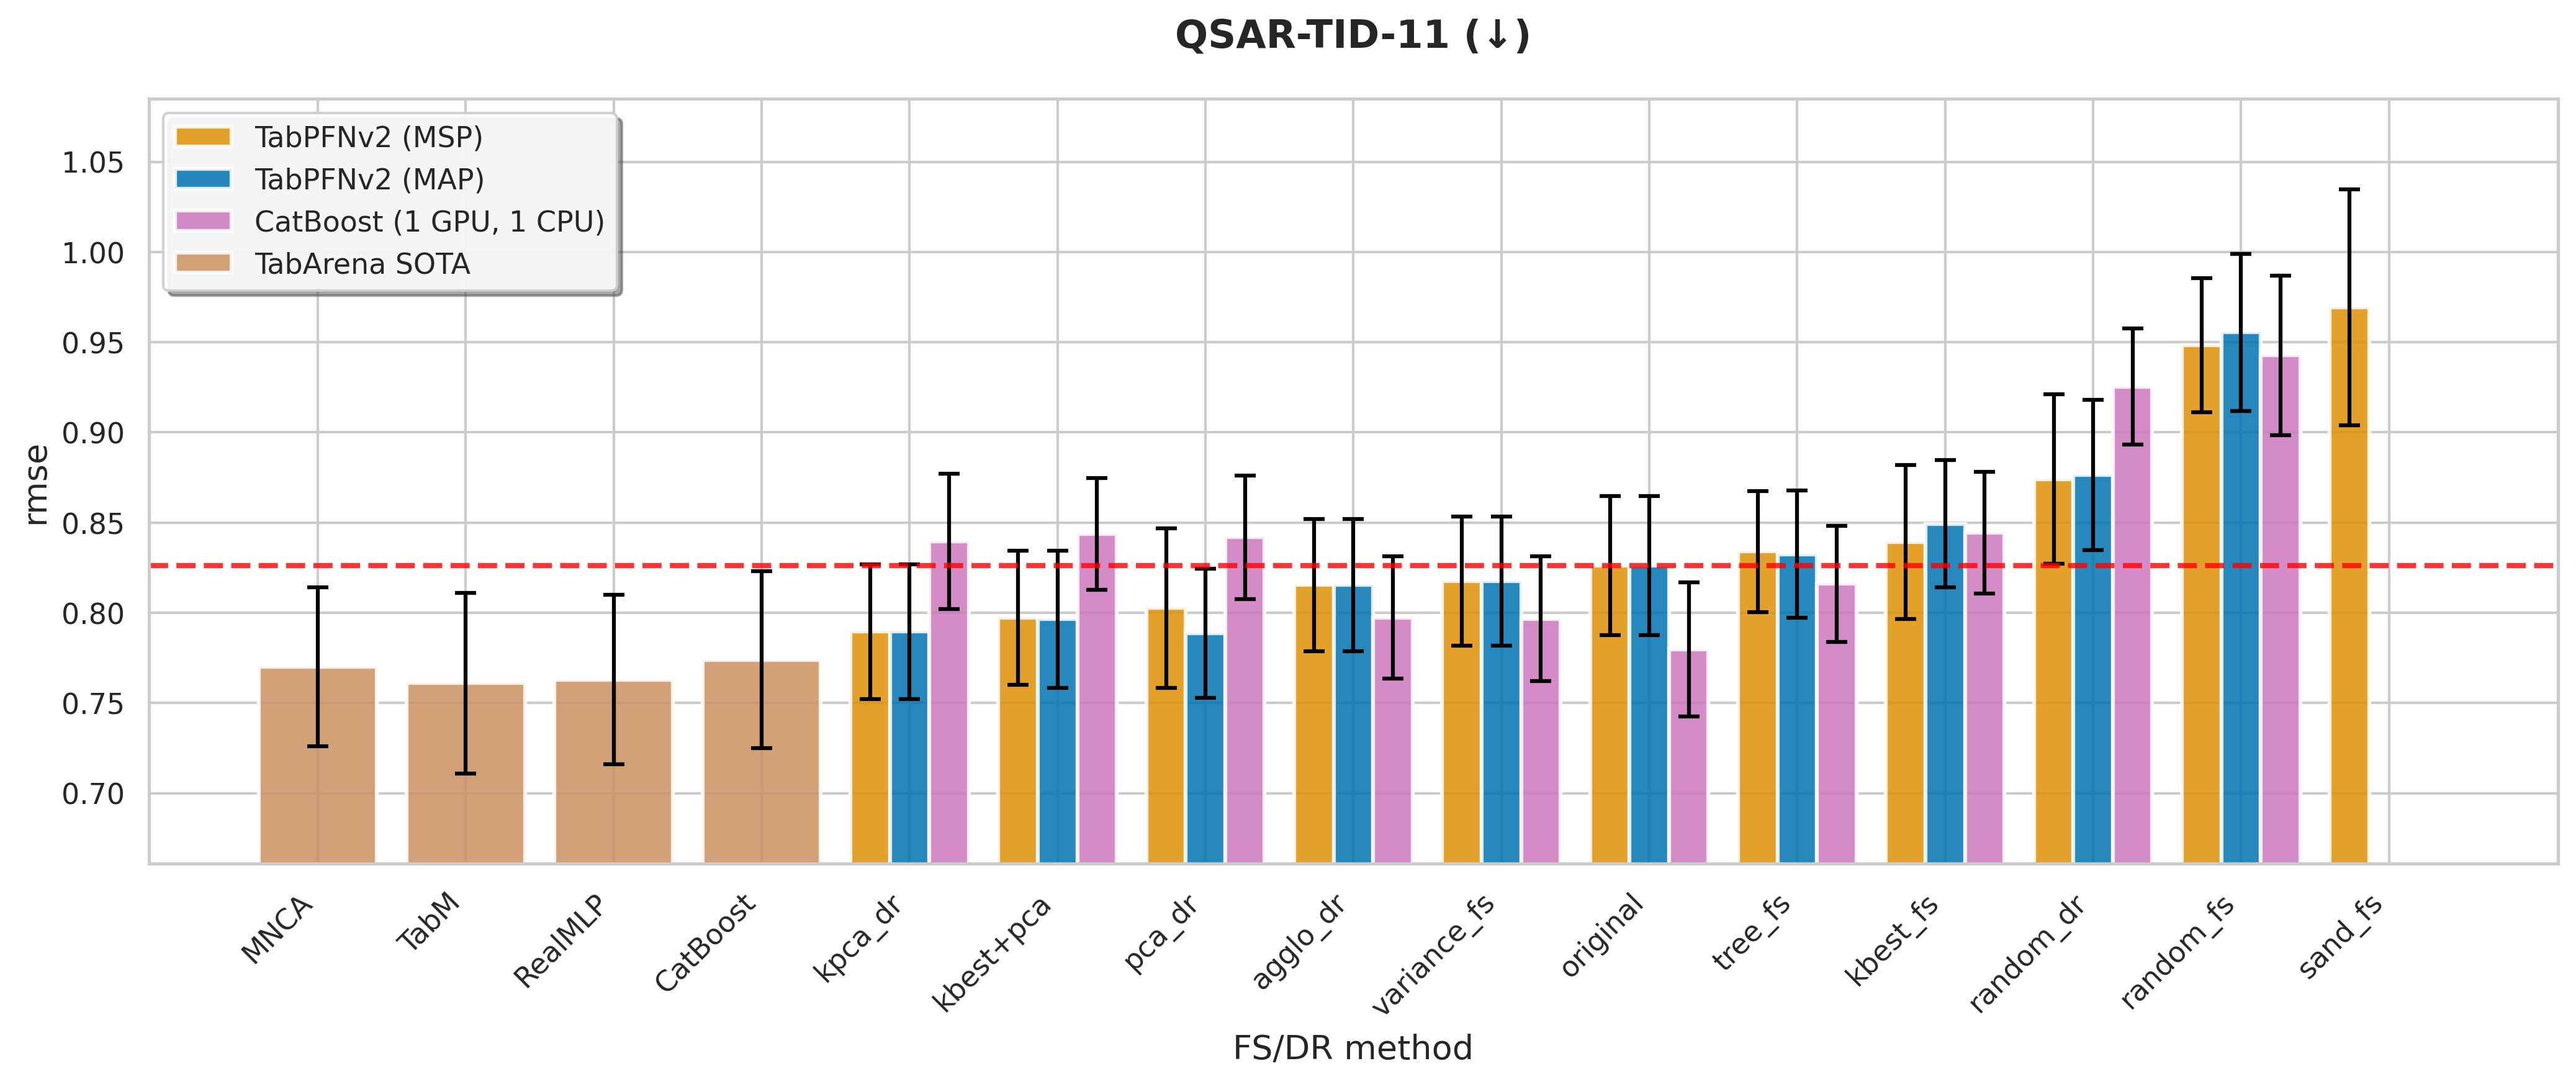 QSAR-TID-11 (↓)
TabPFNv2 (MSP)
TabPFNv2 (MAP)
CatBoost (1 GPU, 1 CPU)
TabArena SOTA
rmse
1.05
1.00
0.95
0.90
0.85
0.80
0.75
0.70
MNCA
TabM
RealMLP
CatBoost
kpca_dr
kbest+pca
pca_dr
agglo_dr
variance_fs
original
tree_fs
kbest_fs
random_dr
random_fs
sand_fs
FS/DR method